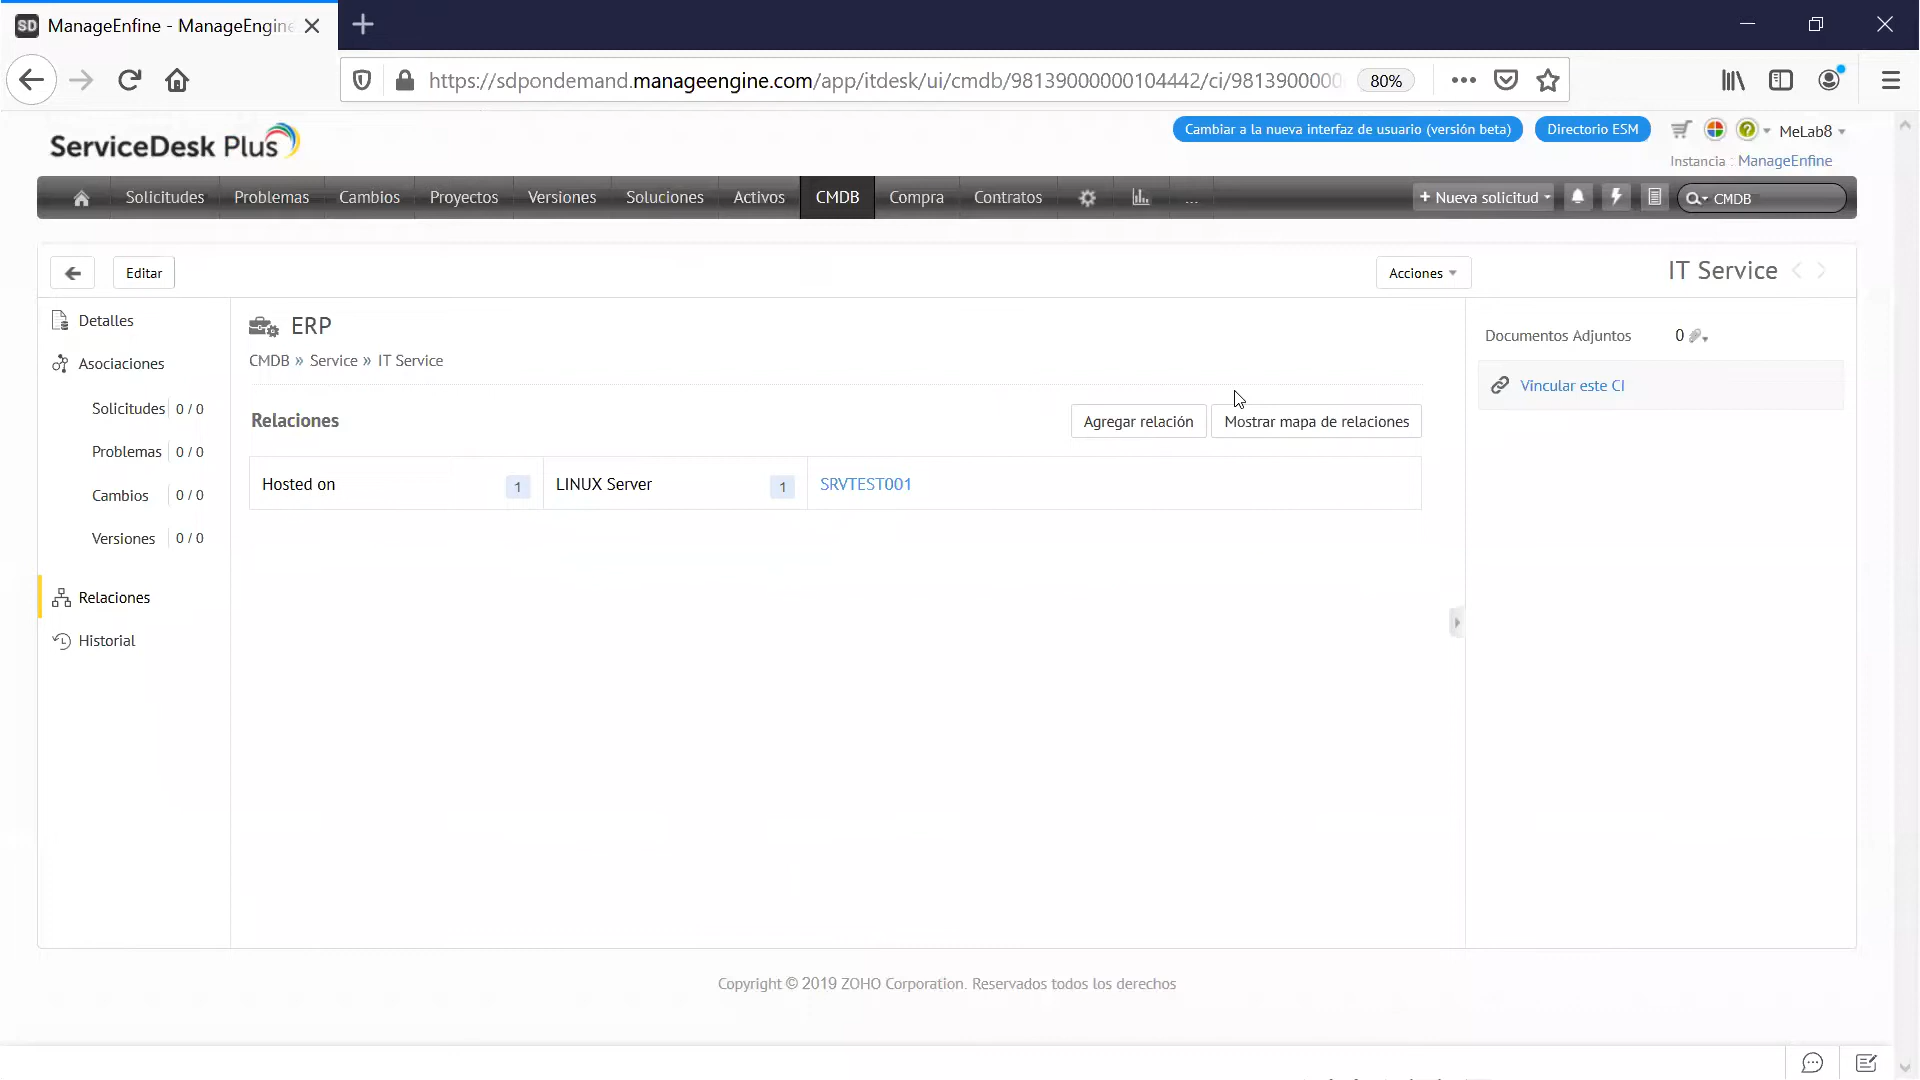 SD ManageEnfine - ManageEngine
https://sdpondemand.manageengine.com/app/itdesk/ui/cmdb/98139000000104442/ci/9813900000 80%
ServiceDesk Plus
Cambiar a la nueva interfaz de usuario (versión beta) Directorio ESM MeLab8
Instancia : ManageEnfine
Solicitudes Problemas Cambios Proyectos Versiones Soluciones Activos CMDB Compra Contratos ... + Nueva solicitud CMDB
Editar Acciones IT Service
Detalles
Asociaciones
Solicitudes 0 / 0
Problemas 0 / 0
Cambios 0 / 0
Versiones 0 / 0
Relaciones
Historial
ERP
CMDB » Service » IT Service
Relaciones Agregar relación Mostrar mapa de relaciones
Hosted on 1 LINUX Server 1 SRVTEST001
Documentos Adjuntos 0
Vincular este CI
Copyright © 2019 ZOHO Corporation. Reservados todos los derechos